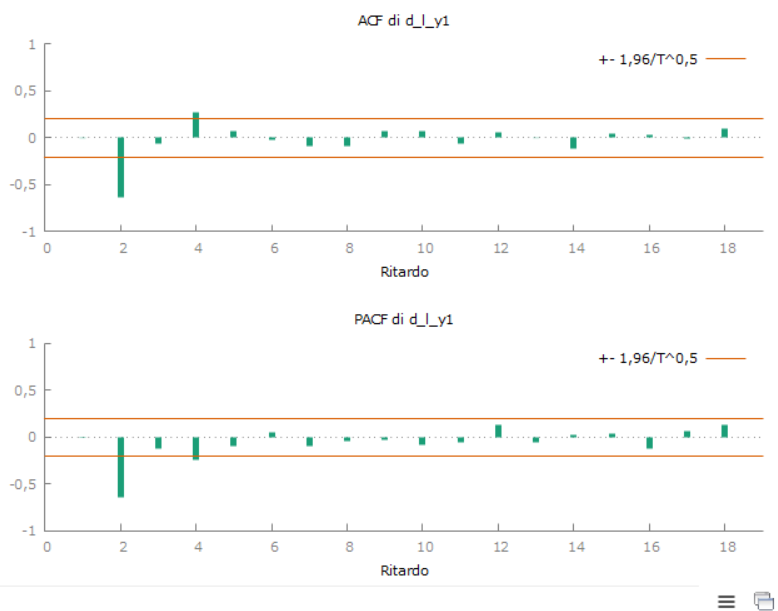 ACF di d_l_y1
+- 1,96/T^0,5
1
0,5
0
-0,5
-1
0 2 4 6 8 10 12 14 16 18
Ritardo
PACF di d_l_y1
+- 1,96/T^0,5
1
0,5
0
-0,5
-1
0 2 4 6 8 10 12 14 16 18
Ritardo